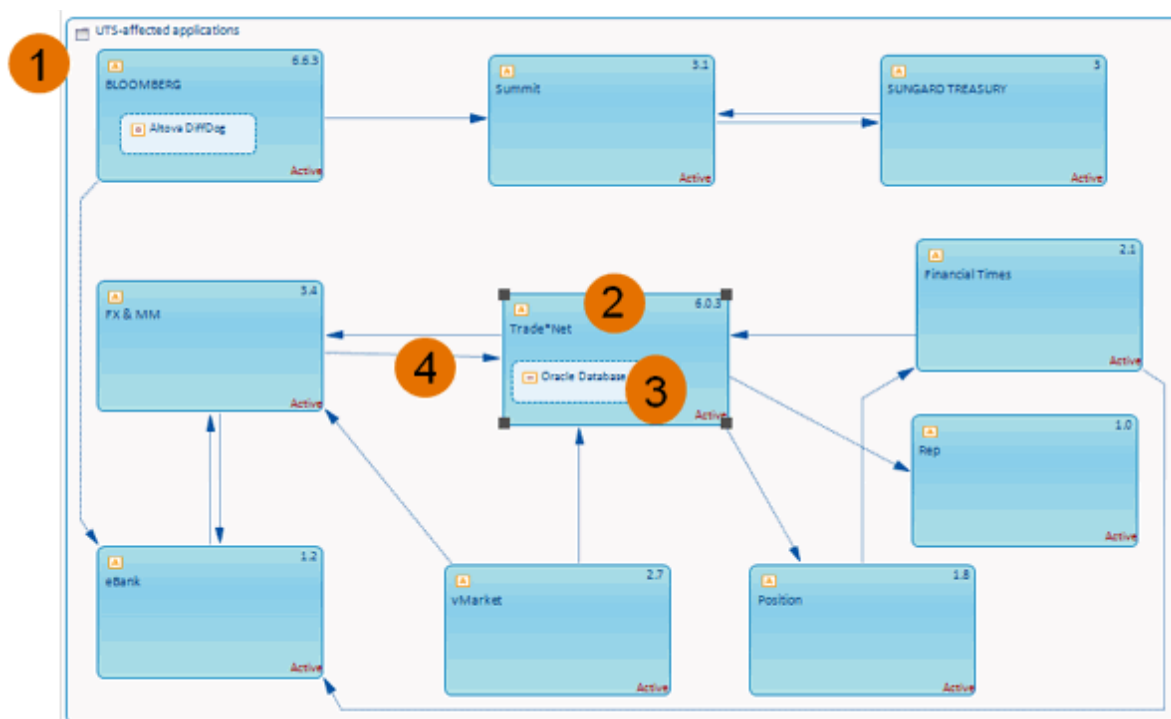 UTS-affected applications
1
6.6.3
BLOOMBERG
Altova DiffDog
Active
3.1
Summit
Active
3
SUNGARD TREASURY
Active
3.4
FX & MM
Active
2
6.0.3
Trade*Net
Oracle Database
3
Active
4
2.1
Financial Times
Active
1.0
Rep
Active
1.2
eBank
Active
2.7
vMarket
Active
1.8
Position
Active